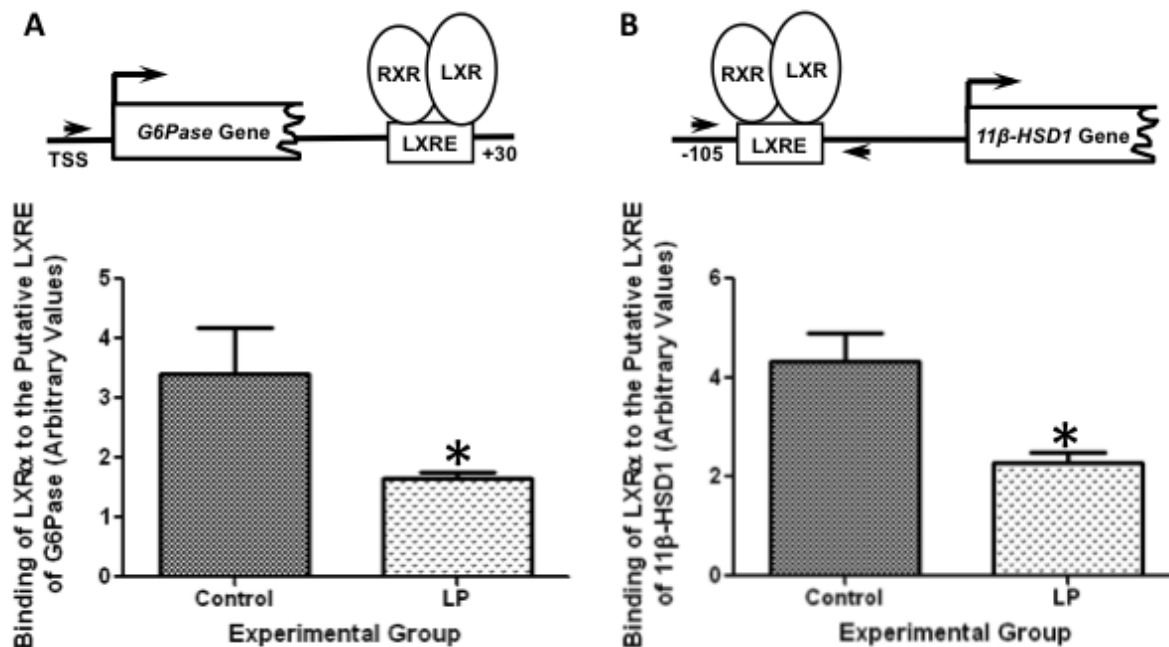 A
RXR
LXR
G6Pase Gene
LXRE
TSS
+30
Binding of LXRα to the Putative LXRE
of G6Pase (Arbitrary Values)
5
4
3
2
1
0
*
Control
LP
Experimental Group
B
RXR
LXR
-105
LXRE
11β-HSD1 Gene
Binding of LXRα to the Putative LXRE
of 11β-HSD1 (Arbitrary Values)
6
4
2
0
*
Control
LP
Experimental Group